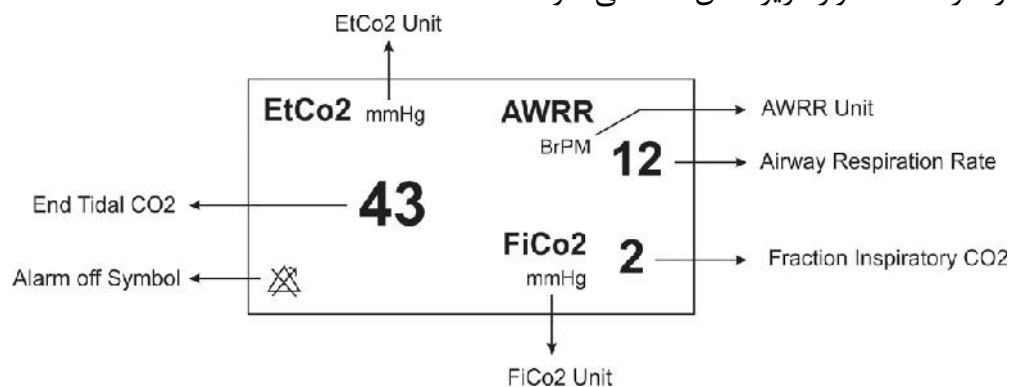 EtCo2 Unit
EtCo2 mmHg
AWRR
BrPM
AWRR Unit
12
Airway Respiration Rate
End Tidal CO2
43
FiCo2
mmHg
2
Fraction Inspiratory CO2
Alarm off Symbol
FiCo2 Unit